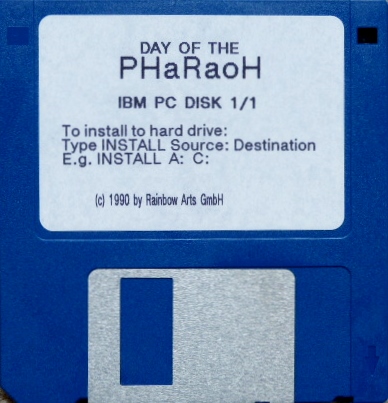 DAY OF THE
PHaRaoH
IBM PC DISK 1/1
To install to hard drive:
Type INSTALL Source: Destination
E.g. INSTALL A: C:
(c) 1990 by Rainbow Arts GmbH